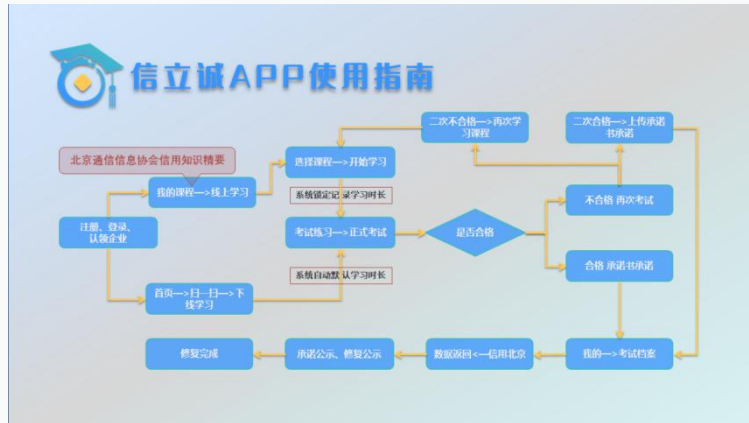 信立诚APP使用指南
二次不合格—>再次学
习课程
二次合格—>上传承诺
书承诺
北京通信信息协会信用知识精要
选择课程—>开始学习
我的课程—>线上学习
系统锁定记录学习时长
不合格 再次考试
注册、登录、
认领企业
考试练习—>正式考试
是否合格
系统自动默认学习时长
合格 承诺书承诺
首页—>扫一扫—>下
线学习
修复完成
承诺公示、修复公示
数据返回<—信用北京
我的—>考试档案